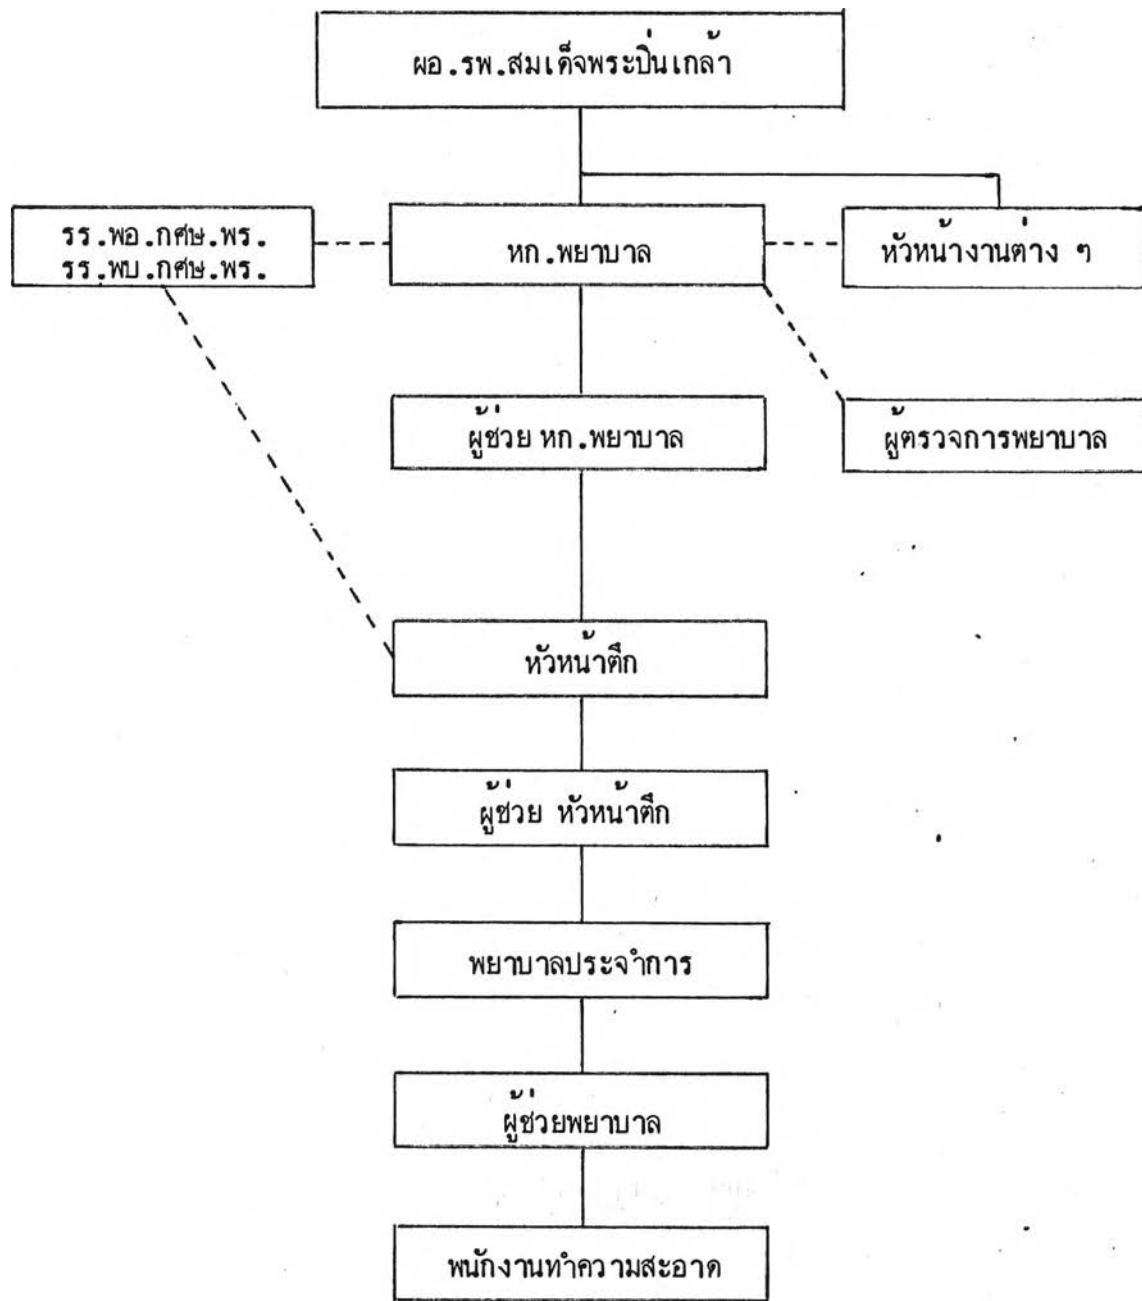 ผอ.รพ.สมเด็จพระปิ่นเกล้า
รร.พอ.กศษ.พร.
รร.พบ.กศษ.พร.
หก.พยาบาล
หัวหน้างานต่าง ๆ
ผู้ช่วย หก.พยาบาล
ผู้ตรวจการพยาบาล
หัวหน้าตึก
ผู้ช่วย หัวหน้าตึก
พยาบาลประจำการ
ผู้ช่วยพยาบาล
พนักงานทำความสะอาด